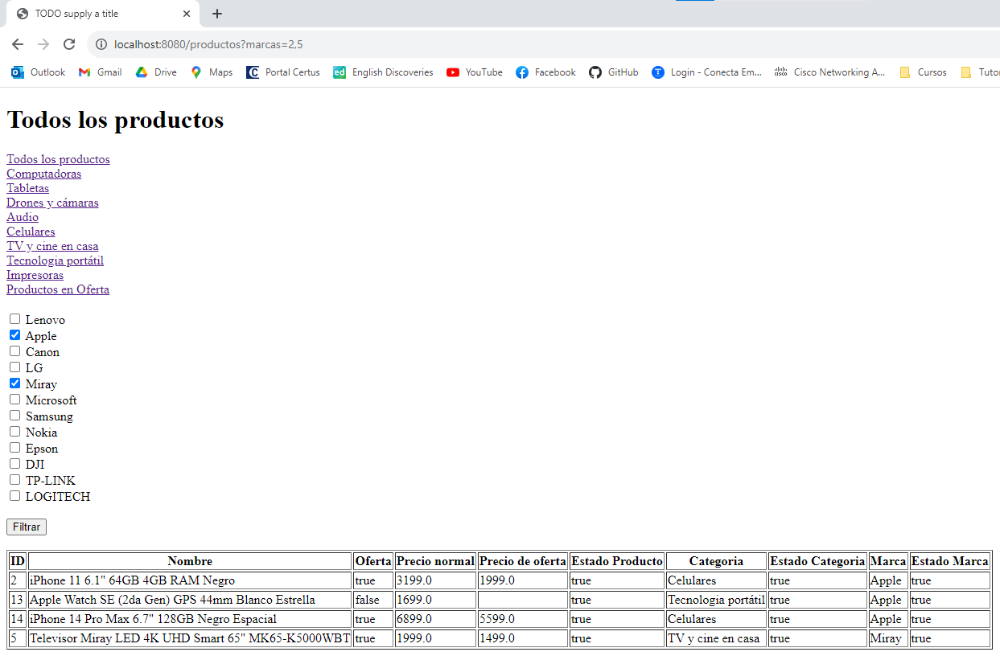 TODO supply a title
localhost:8080/productos?marcas=2,5
Outlook Gmail Drive Maps Portal Certus ed English Discoveries YouTube Facebook GitHub T Login - Conecta Em... cisco Cisco Networking A... Cursos Tutor
Todos los productos
Todos los productos
Computadoras
Tabletas
Drones y cámaras
Audio
Celulares
TV y cine en casa
Tecnologia portátil
Impresoras
Productos en Oferta
Lenovo
Apple
Canon
LG
Miray
Microsoft
Samsung
Nokia
Epson
DJI
TP-LINK
LOGITECH
Filtrar
ID Nombre Oferta Precio normal Precio de oferta Estado Producto Categoria Estado Categoria Marca Estado Marca
2 iPhone 11 6.1" 64GB 4GB RAM Negro true 3199.0 1999.0 true Celulares true Apple true
13 Apple Watch SE (2da Gen) GPS 44mm Blanco Estrella false 1699.0 true Tecnologia portátil true Apple true
14 iPhone 14 Pro Max 6.7" 128GB Negro Espacial true 6899.0 5599.0 true Celulares true Apple true
5 Televisor Miray LED 4K UHD Smart 65" MK65-K5000WBT true 1999.0 1499.0 true TV y cine en casa true Miray true